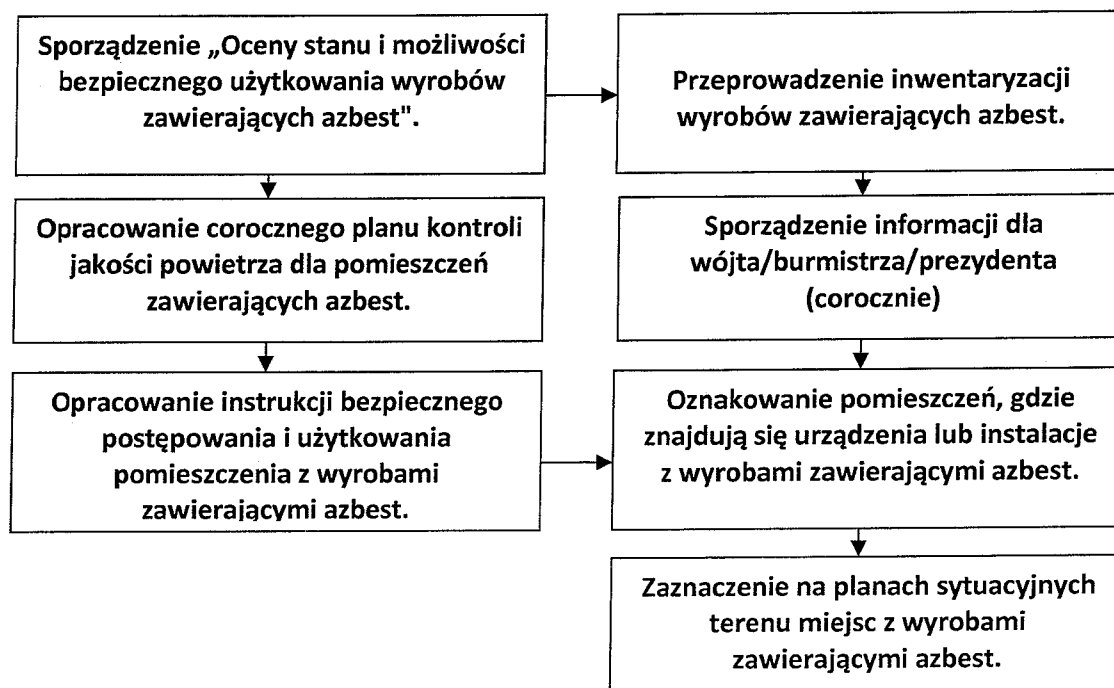 Sporządzenie „Oceny stanu i możliwości
bezpiecznego użytkowania wyrobów
zawierających azbest".
Przeprowadzenie inwentaryzacji
wyrobów zawierających azbest.
Opracowanie corocznego planu kontroli
jakości powietrza dla pomieszczeń
zawierających azbest.
Sporządzenie informacji dla
wójta/burmistrza/prezydenta
(corocznie)
Opracowanie instrukcji bezpiecznego
postępowania i użytkowania
pomieszczenia z wyrobami
zawierającymi azbest.
Oznakowanie pomieszczeń, gdzie
znajdują się urządzenia lub instalacje
z wyrobami zawierającymi azbest.
Zaznaczenie na planach sytuacyjnych
terenu miejsc z wyrobami
zawierającymi azbest.